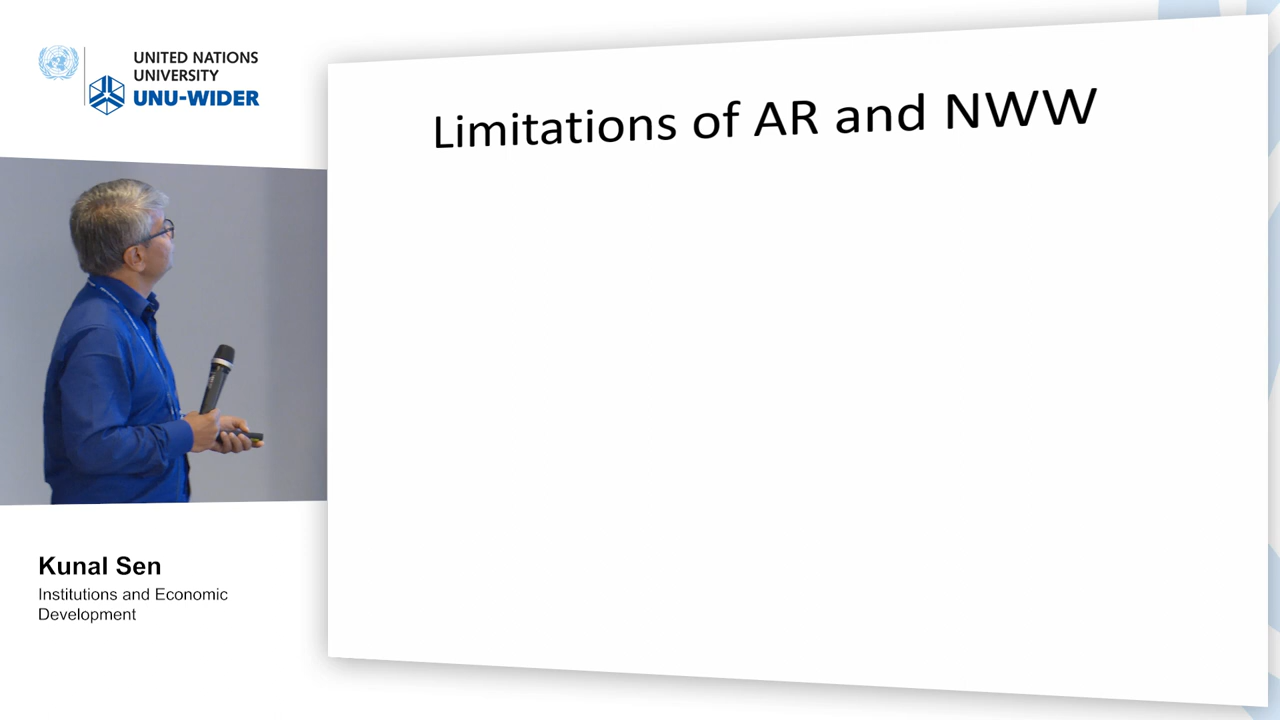 UNITED NATIONS
UNIVERSITY
UNU-WIDER
Limitations of AR and NWW
Kunal Sen
Institutions and Economic
Development